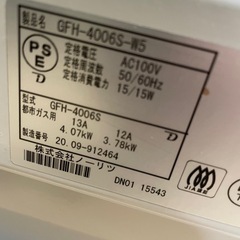 製品名 GFH-4006S-W5
PSE
定格電圧 AC100V
定格周波数 50/60Hz
定格消費電力 15/15W
型式 GFH-4006S
都市ガス用 13A 12A
4.07kW 3.78kW
製造番号 20.09-912464
株式会社ノーリツ
DN01 15543
JIA